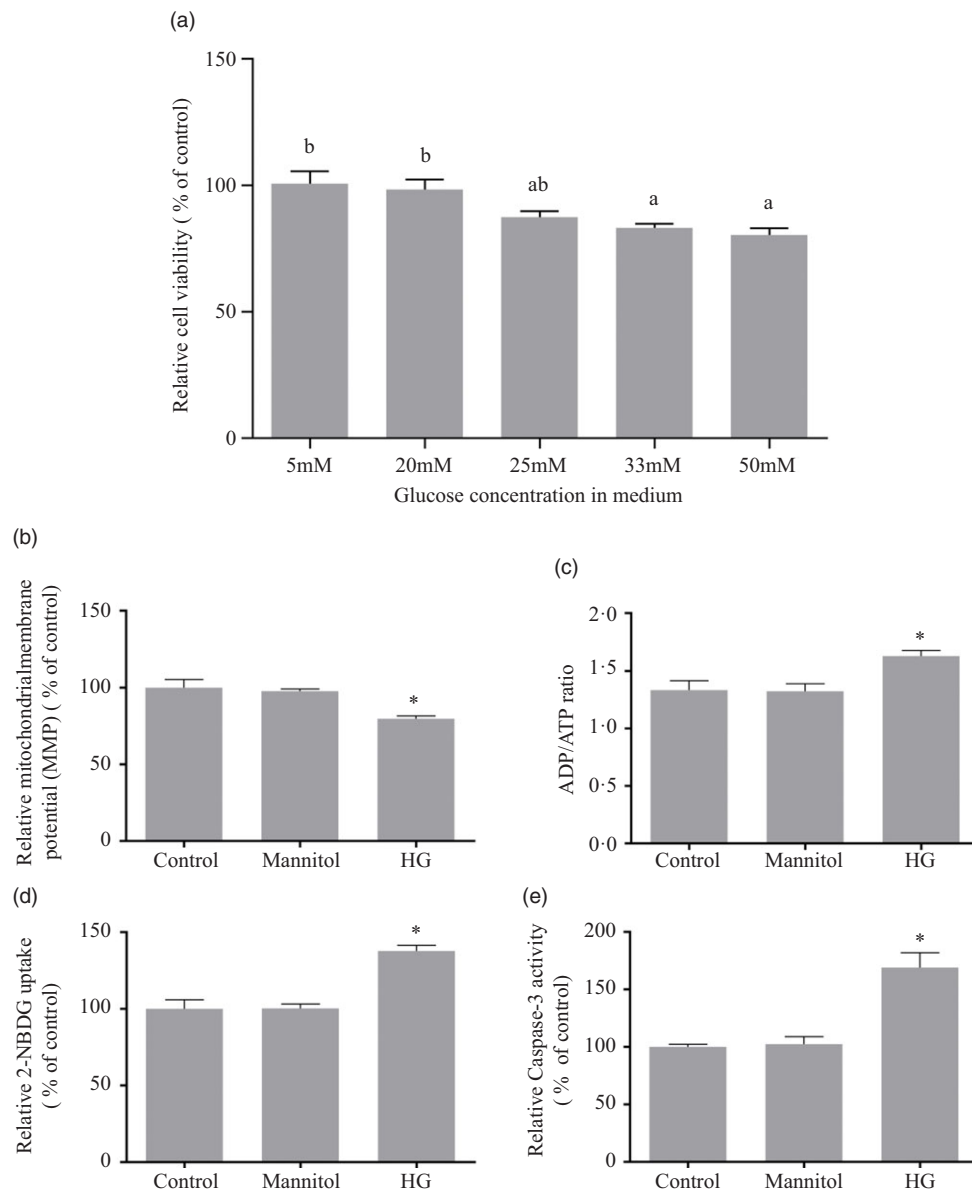 (a)
Relative cell viability ( % of control)
150
100
50
0
b
b
ab
a
a
5mM 20mM 25mM 33mM 50mM
Glucose concentration in medium
(b)
Relative mitochondrialmembrane
potential (MMP) ( % of control)
150
100
50
0
*
Control Mannitol HG
(c)
ADP/ATP ratio
2·0
1·5
1·0
0·5
0·0
*
Control Mannitol HG
(d)
Relative 2-NBDG uptake
( % of control)
150
100
50
0
*
Control Mannitol HG
(e)
Relative Caspase-3 activity
( % of control)
200
150
100
50
0
*
Control Mannitol HG